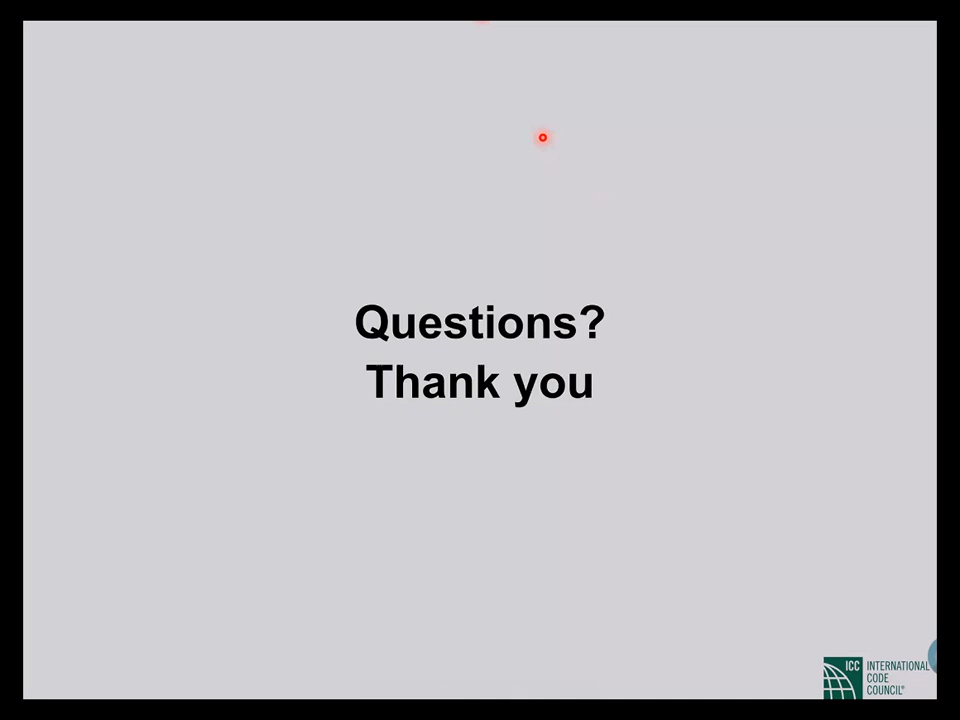 Questions?
Thank you
ICC INTERNATIONAL
CODE
COUNCIL®